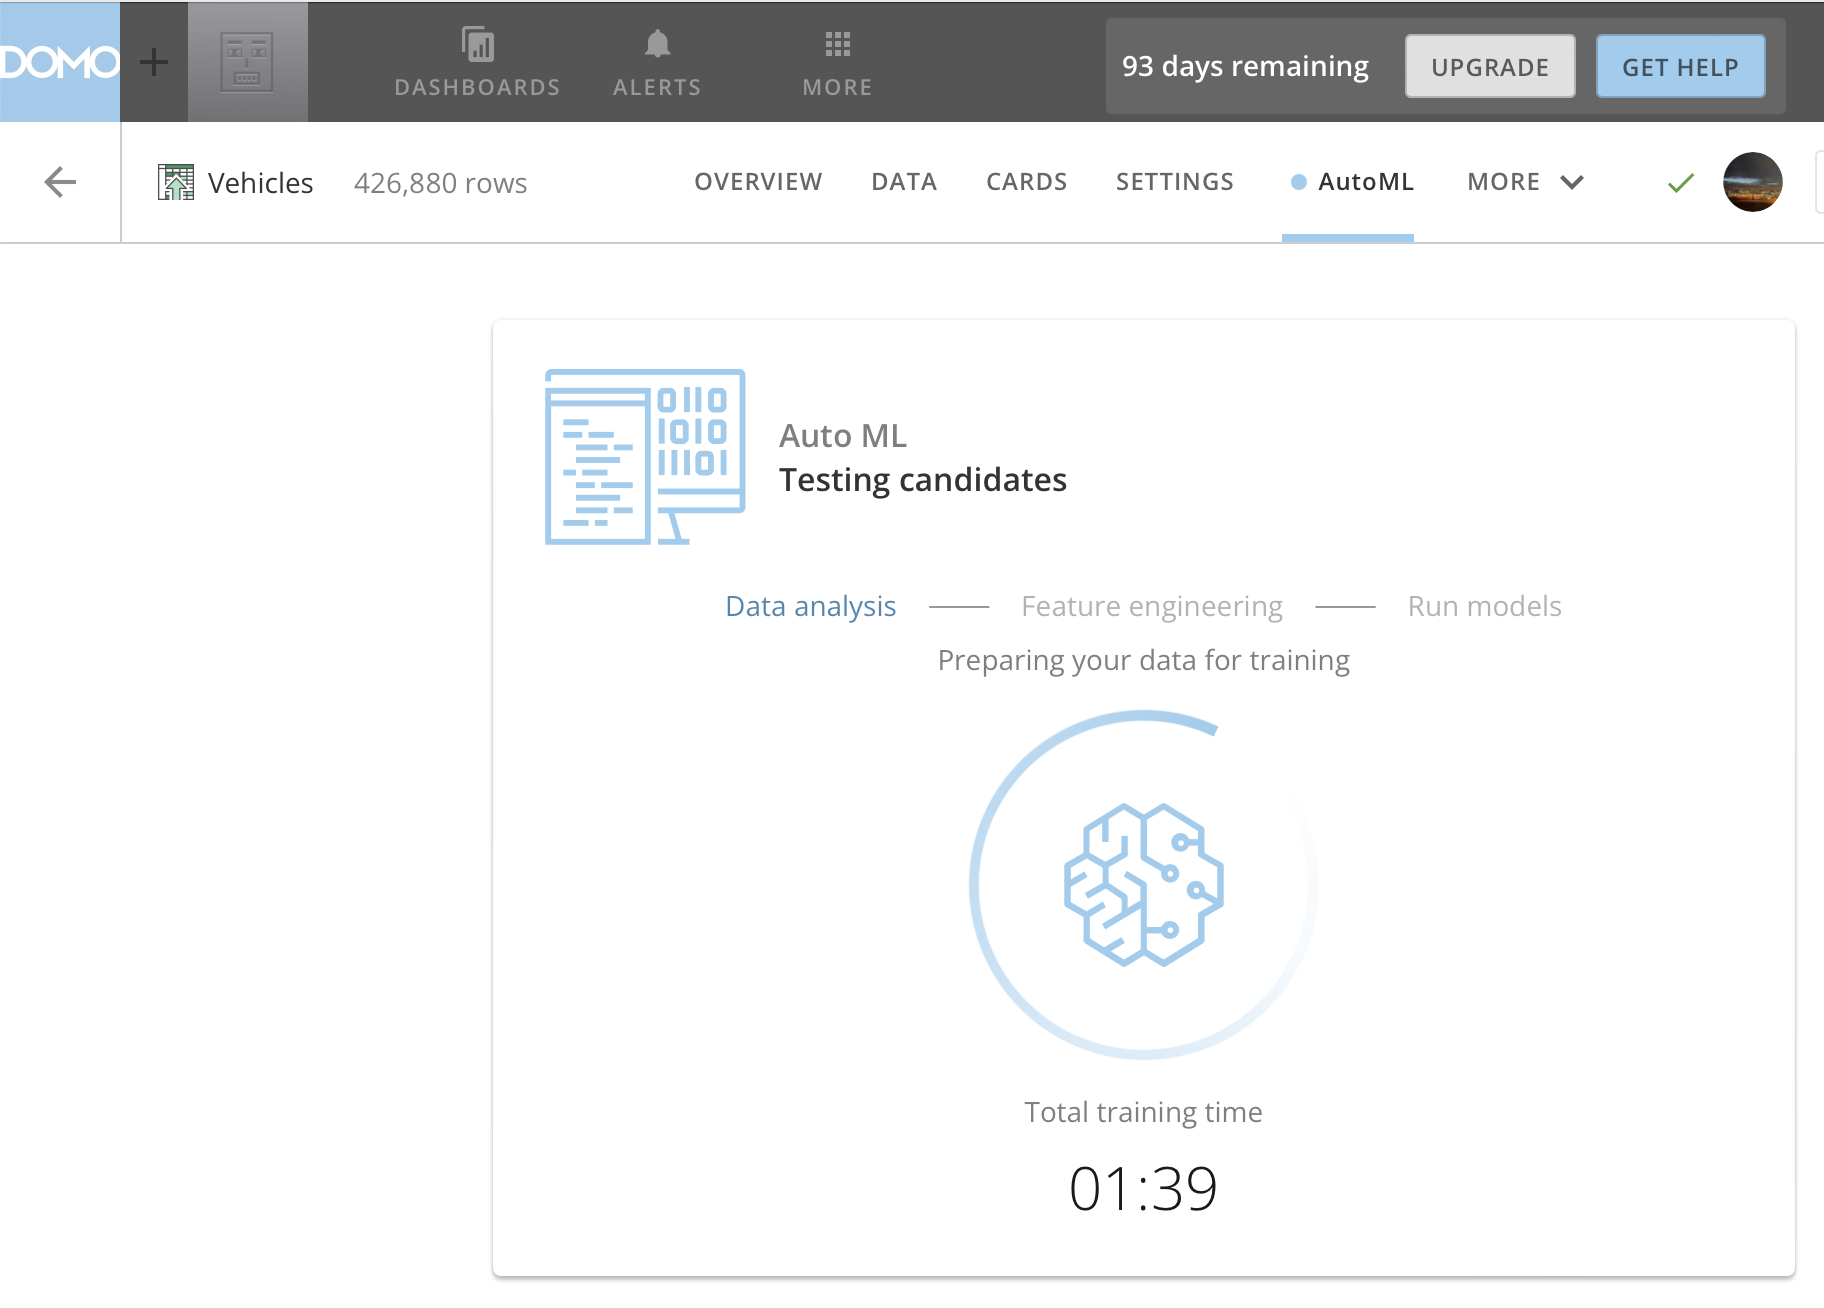 DOMO
DASHBOARDS
ALERTS
MORE
93 days remaining
UPGRADE
GET HELP
Vehicles 426,880 rows
OVERVIEW
DATA
CARDS
SETTINGS
AutoML
MORE
0110
1010
11101
Auto ML
Testing candidates
Data analysis
Feature engineering
Run models
Preparing your data for training
Total training time
01:39